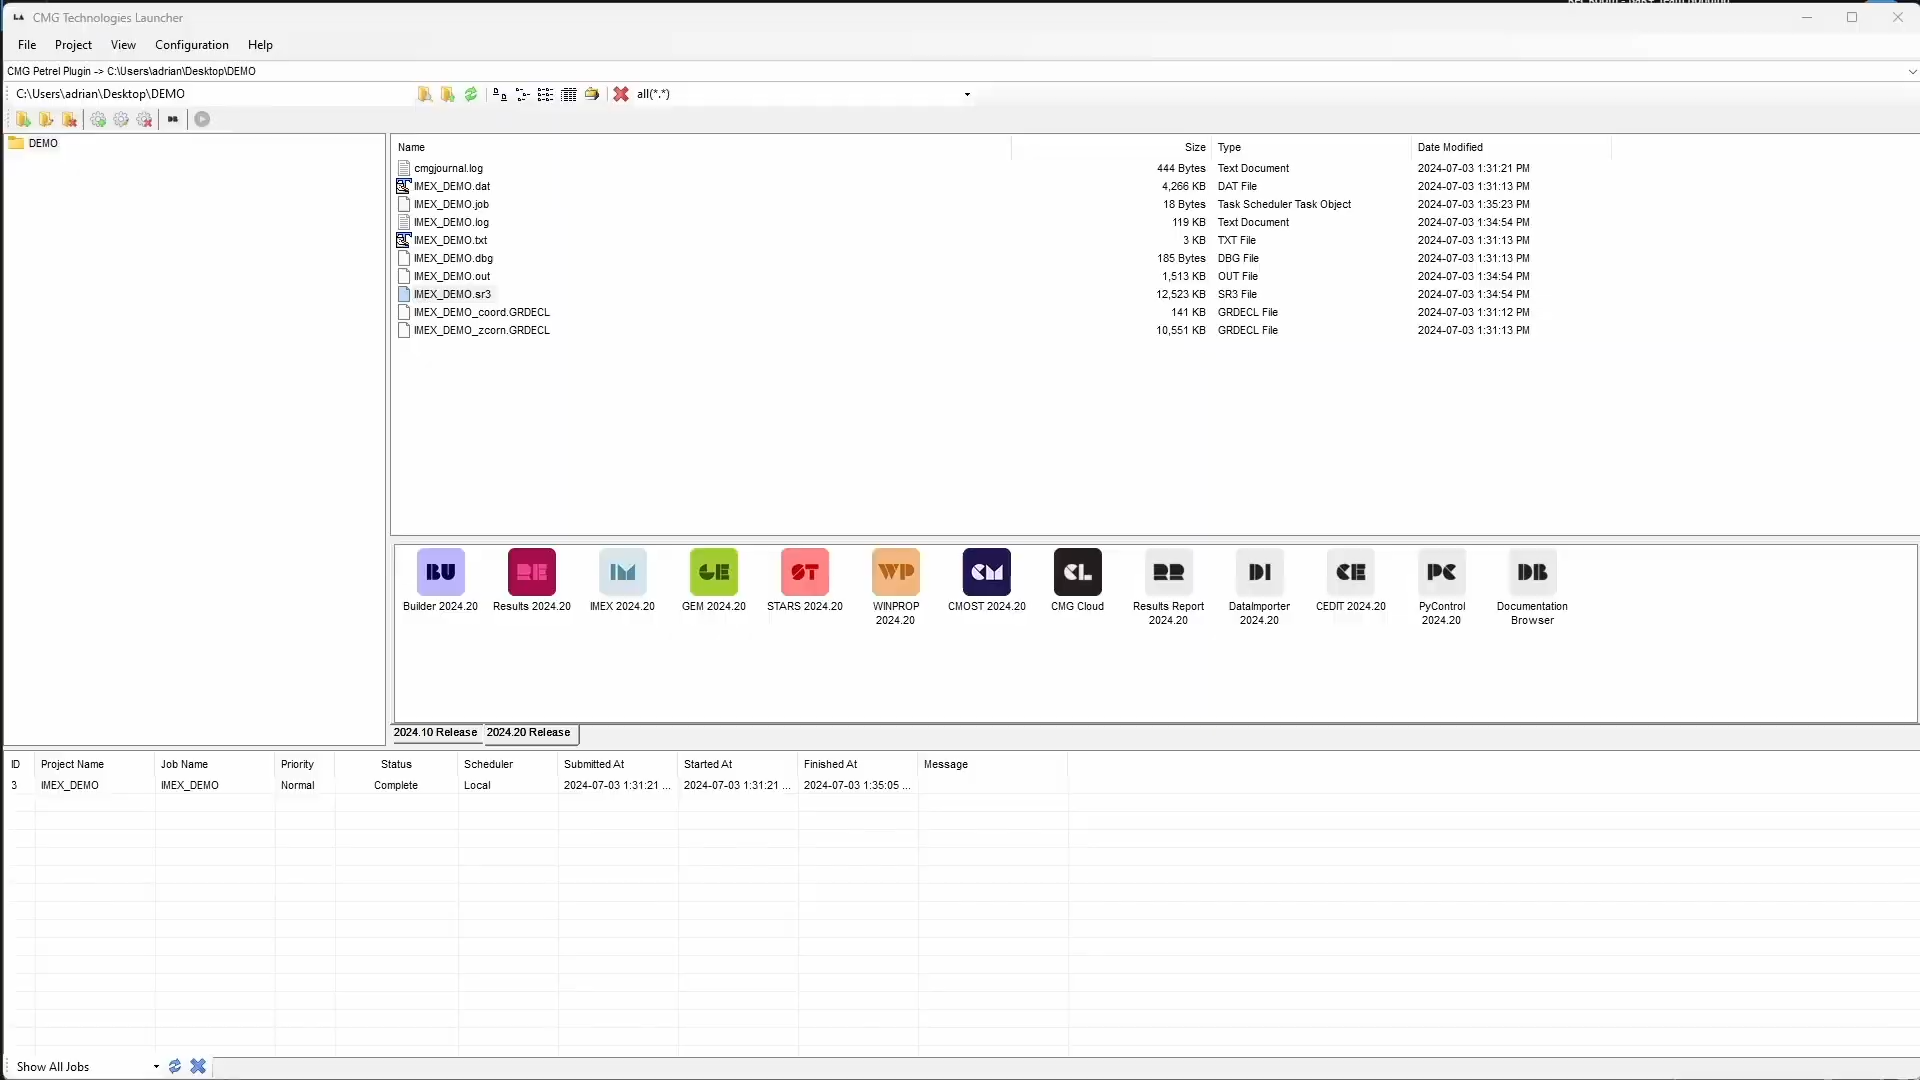 CMG Technologies Launcher
File Project View Configuration Help
CMG Petrel Plugin -> C:\Users\adrian\Desktop\DEMO
C:\Users\adrian\Desktop\DEMO all(*.*)
DEMO
Name Size Type Date Modified
cmgjournal.log 444 Bytes Text Document 2024-07-03 1:31:21 PM
IMEX_DEMO.dat 4,266 KB DAT File 2024-07-03 1:31:13 PM
IMEX_DEMO.job 18 Bytes Task Scheduler Task Object 2024-07-03 1:35:23 PM
IMEX_DEMO.log 119 KB Text Document 2024-07-03 1:34:54 PM
IMEX_DEMO.txt 3 KB TXT File 2024-07-03 1:31:13 PM
IMEX_DEMO.dbg 185 Bytes DBG File 2024-07-03 1:31:13 PM
IMEX_DEMO.out 1,513 KB OUT File 2024-07-03 1:34:54 PM
IMEX_DEMO.sr3 12,523 KB SR3 File 2024-07-03 1:34:54 PM
IMEX_DEMO_coord.GRDECL 141 KB GRDECL File 2024-07-03 1:31:12 PM
IMEX_DEMO_zcorn.GRDECL 10,551 KB GRDECL File 2024-07-03 1:31:13 PM
BU RE IM GE ST WP CM CL RR DI CE PC DB
Builder 2024.20 Results 2024.20 IMEX 2024.20 GEM 2024.20 STARS 2024.20 WINPROP CMOST 2024.20 CMG Cloud Results Report DataImporter CEDIT 2024.20 PyControl Documentation
2024.20 2024.20 2024.20 2024.20 Browser
2024.10 Release 2024.20 Release
ID Project Name Job Name Priority Status Scheduler Submitted At Started At Finished At Message
3 IMEX_DEMO IMEX_DEMO Normal Complete Local 2024-07-03 1:31:21 ... 2024-07-03 1:31:21 ... 2024-07-03 1:35:05 ...
Show All Jobs